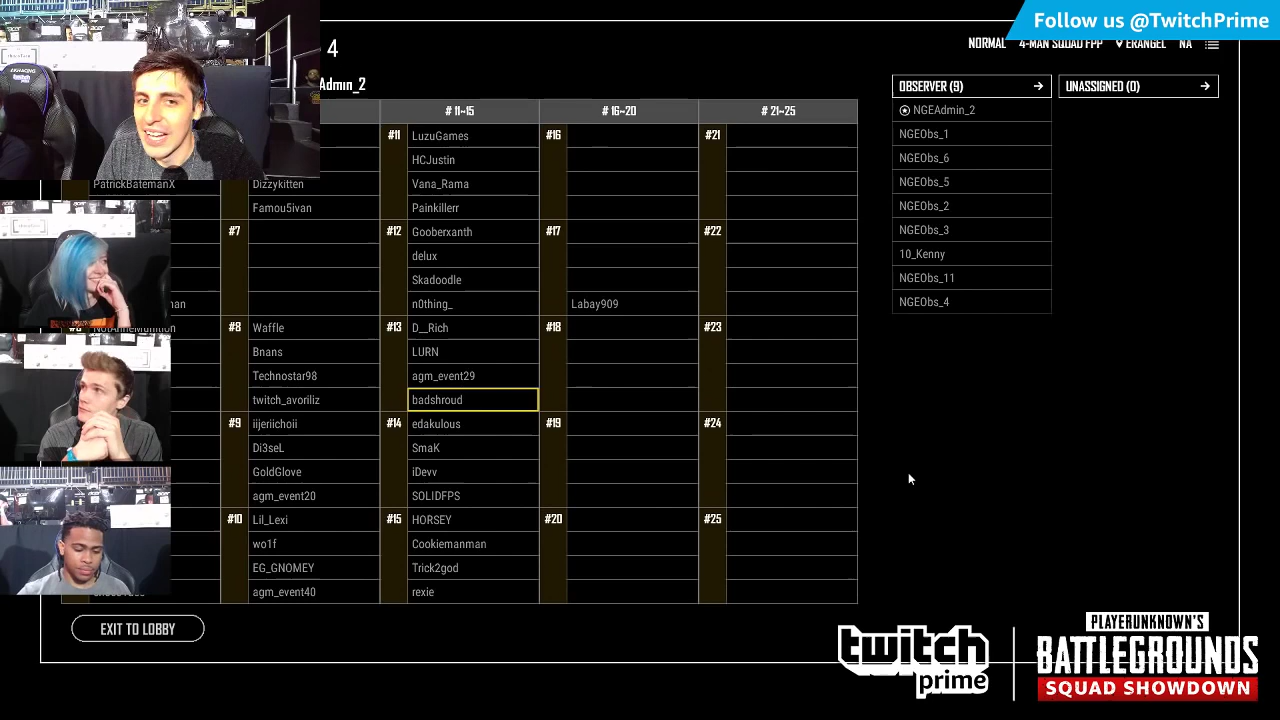 Follow us @TwitchPrime
4
NORMAL 4-MAN SQUAD FPP ERANGEL NA
Admin_2
OBSERVER (9)
UNASSIGNED (0)
# 11~15
# 16~20
# 21~25
NGEAdmin_2
NGEObs_1
NGEObs_6
NGEObs_5
NGEObs_2
NGEObs_3
10_Kenny
NGEObs_11
NGEObs_4
PatrickBatemanX
man
NotAnneMunition
Dizzykitten
Famou5ivan
#7
#8
Waffle
Bnans
Technostar98
twitch_avoriliz
#9
iijeriichoii
Di3seL
GoldGlove
agm_event20
#10
Lil_Lexi
wo1f
EG_GNOMEY
agm_event40
#11
LuzuGames
HCJustin
Vana_Rama
Painkillerr
#12
Gooberxanth
delux
Skadoodle
n0thing_
#13
D__Rich
LURN
agm_event29
badshroud
#14
edakulous
SmaK
iDevv
SOLIDFPS
#15
HORSEY
Cookiemanman
Trick2god
rexie
#16
#17
Labay909
#18
#19
#20
#21
#22
#23
#24
#25
EXIT TO LOBBY
twitch
prime
PLAYERUNKNOWN'S
BATTLEGROUNDS
SQUAD SHOWDOWN